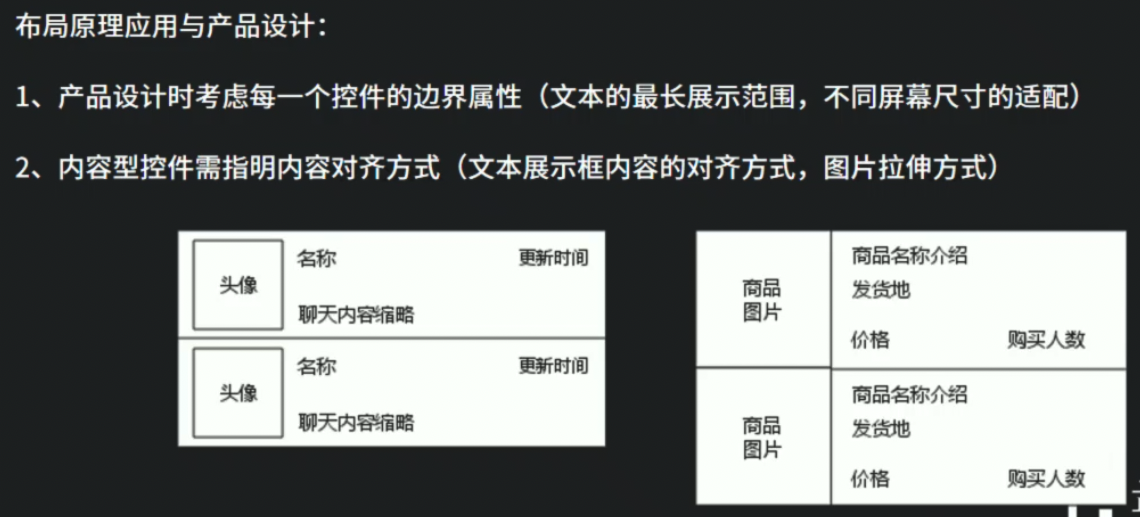 布局原理应用与产品设计：
1、产品设计时考虑每一个控件的边界属性（文本的最长展示范围，不同屏幕尺寸的适配）
2、内容型控件需指明内容对齐方式（文本展示框内容的对齐方式，图片拉伸方式）
头像
名称
更新时间
聊天内容缩略
头像
名称
更新时间
聊天内容缩略
商品
图片
商品名称介绍
发货地
价格
购买人数
商品
图片
商品名称介绍
发货地
价格
购买人数